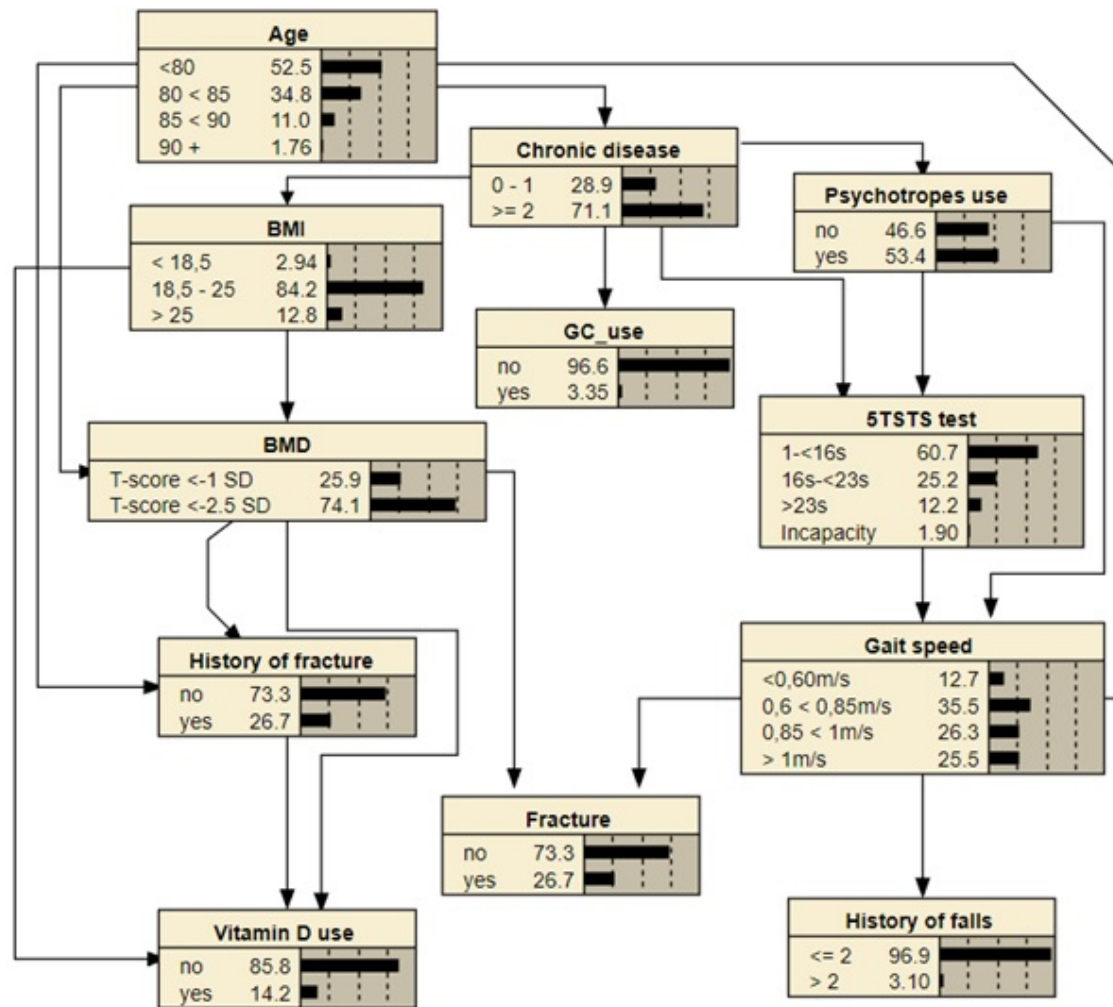 Age
<80 52.5
80 < 85 34.8
85 < 90 11.0
90 + 1.76
Chronic disease
0 - 1 28.9
>= 2 71.1
Psychotropes use
no 46.6
yes 53.4
BMI
< 18,5 2.94
18,5 - 25 84.2
> 25 12.8
GC_use
no 96.6
yes 3.35
5TSTS test
1-<16s 60.7
16s-<23s 25.2
>23s 12.2
Incapacity 1.90
BMD
T-score <-1 SD 25.9
T-score <-2.5 SD 74.1
History of fracture
no 73.3
yes 26.7
Gait speed
<0,60m/s 12.7
0,6 < 0,85m/s 35.5
0,85 < 1m/s 26.3
> 1m/s 25.5
Fracture
no 73.3
yes 26.7
Vitamin D use
no 85.8
yes 14.2
History of falls
<= 2 96.9
> 2 3.10